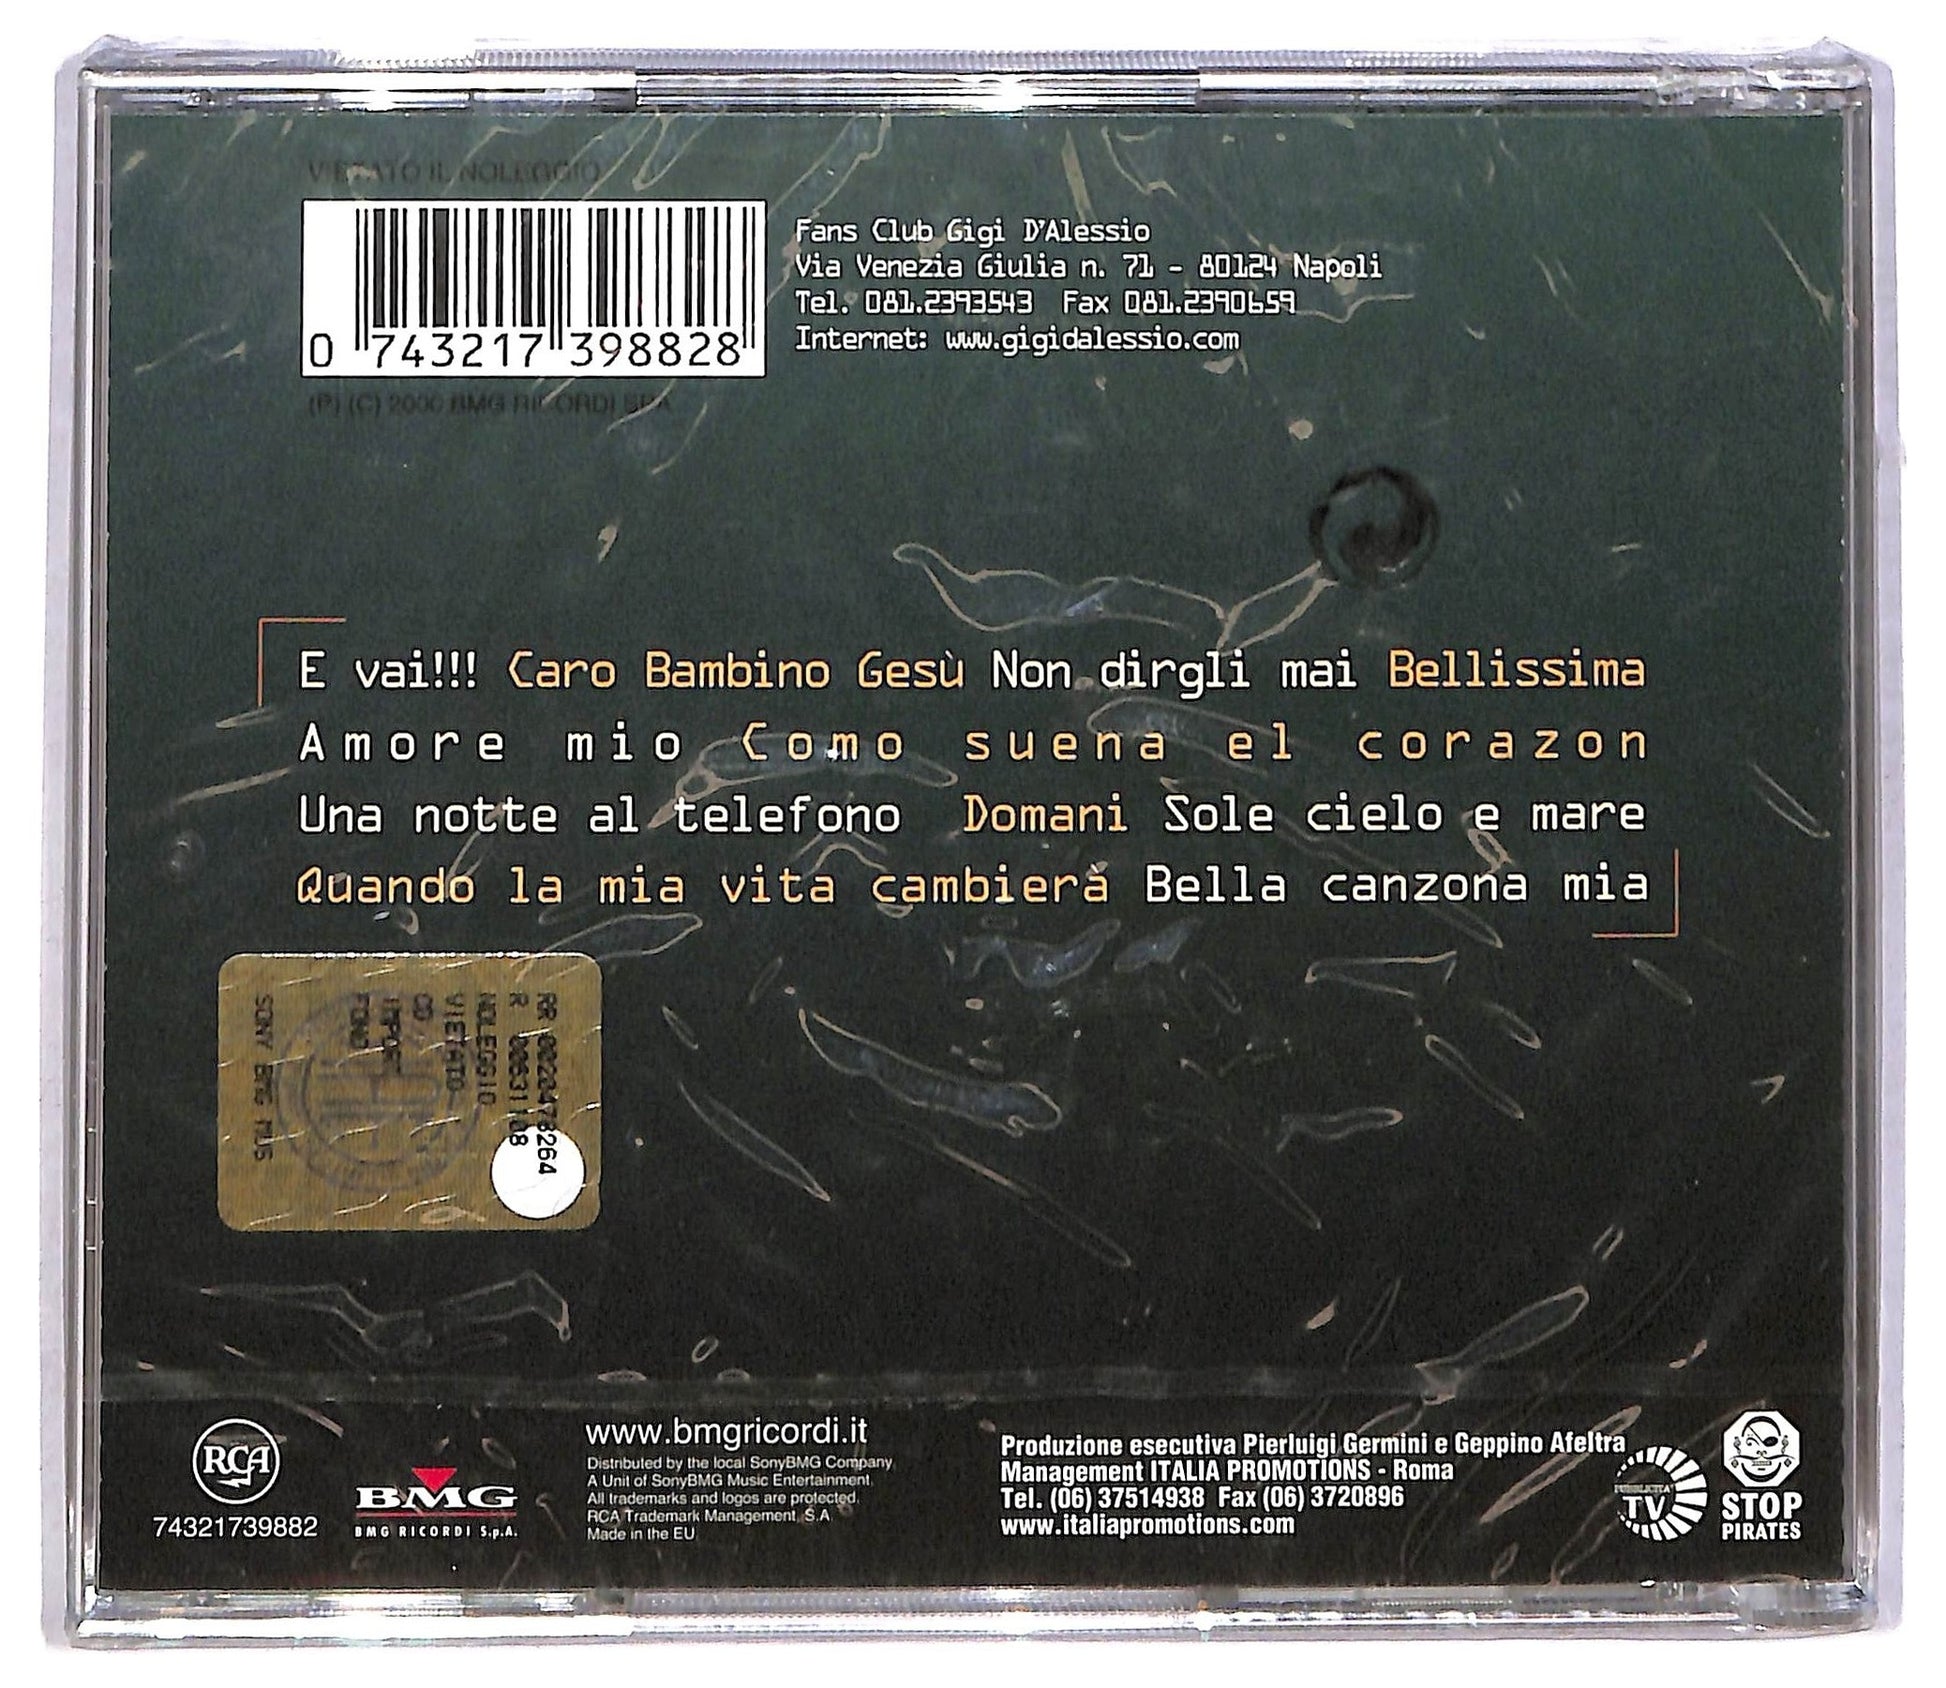 VIETATO IL NOLEGGIO
0 743217 398828
(P) (C) 2000 BMG RICORDI SPA
Fans Club Gigi D'Alessio
Via Venezia Giulia n. 71 - 80124 Napoli
Tel. 081.2393543 Fax 081.2390659
Internet: www.gigidalessio.com
E vai!!! Caro Bambino Gesù Non dirgli mai Bellissima
Amore mio Como suena el corazon
Una notte al telefono Domani Sole cielo e mare
Quando la mia vita cambierà Bella canzona mia
NOLEGGIO
VIETATO
SONY BMG MUS
RCA
74321739882
BMG
BMG RICORDI S.p.A.
www.bmgricordi.it
Distributed by the local SonyBMG Company
A Unit of SonyBMG Music Entertainment.
All trademarks and logos are protected.
RCA Trademark Management, S.A
Made in the EU
Produzione esecutiva Pierluigi Germini e Geppino Afeltra
Management ITALIA PROMOTIONS - Roma
Tel. (06) 37514938 Fax (06) 3720896
www.italiapromotions.com
PUBBLICITA'
TV
STOP
PIRATES